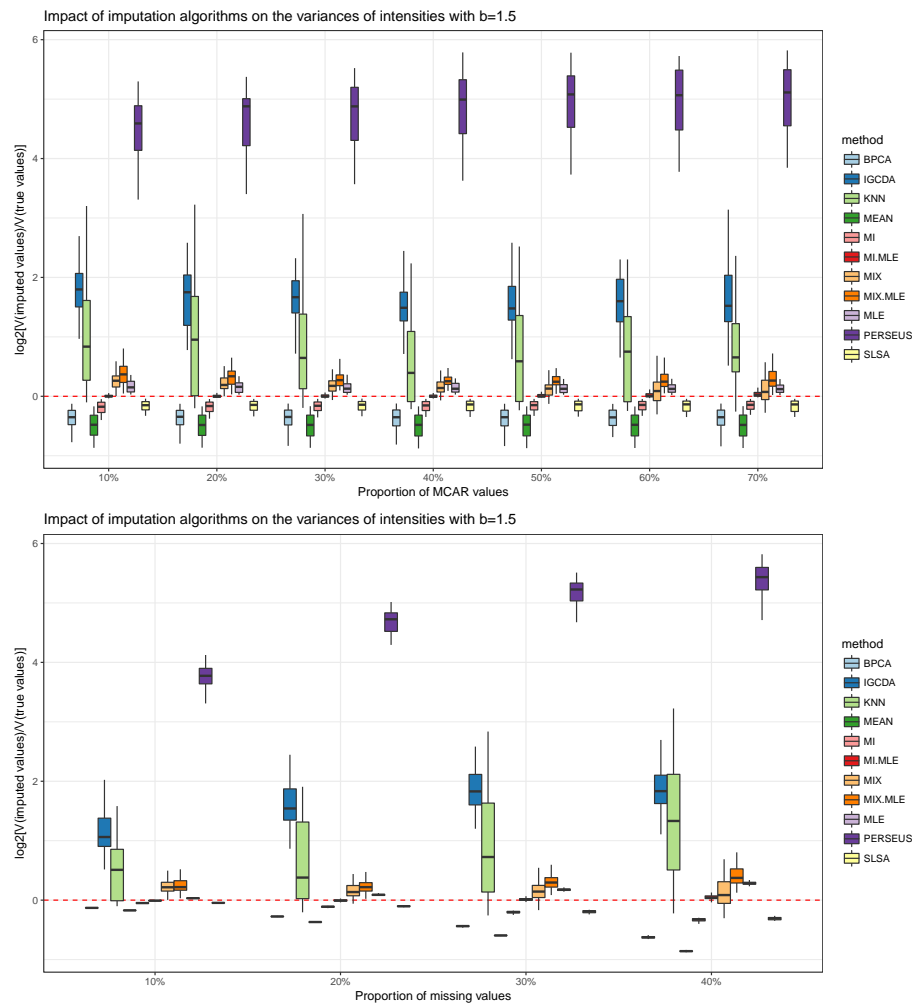 Impact of imputation algorithms on the variances of intensities with b=1.5
log2[V(imputed values)/V(true values)]
6
4
2
0
10%
20%
30%
40%
50%
60%
70%
Proportion of MCAR values
method
BPCA
IGCDA
KNN
MEAN
MI
MI.MLE
MIX
MIX.MLE
MLE
PERSEUS
SLSA
Impact of imputation algorithms on the variances of intensities with b=1.5
log2[V(imputed values)/V(true values)]
6
4
2
0
10%
20%
30%
40%
Proportion of missing values
method
BPCA
IGCDA
KNN
MEAN
MI
MI.MLE
MIX
MIX.MLE
MLE
PERSEUS
SLSA